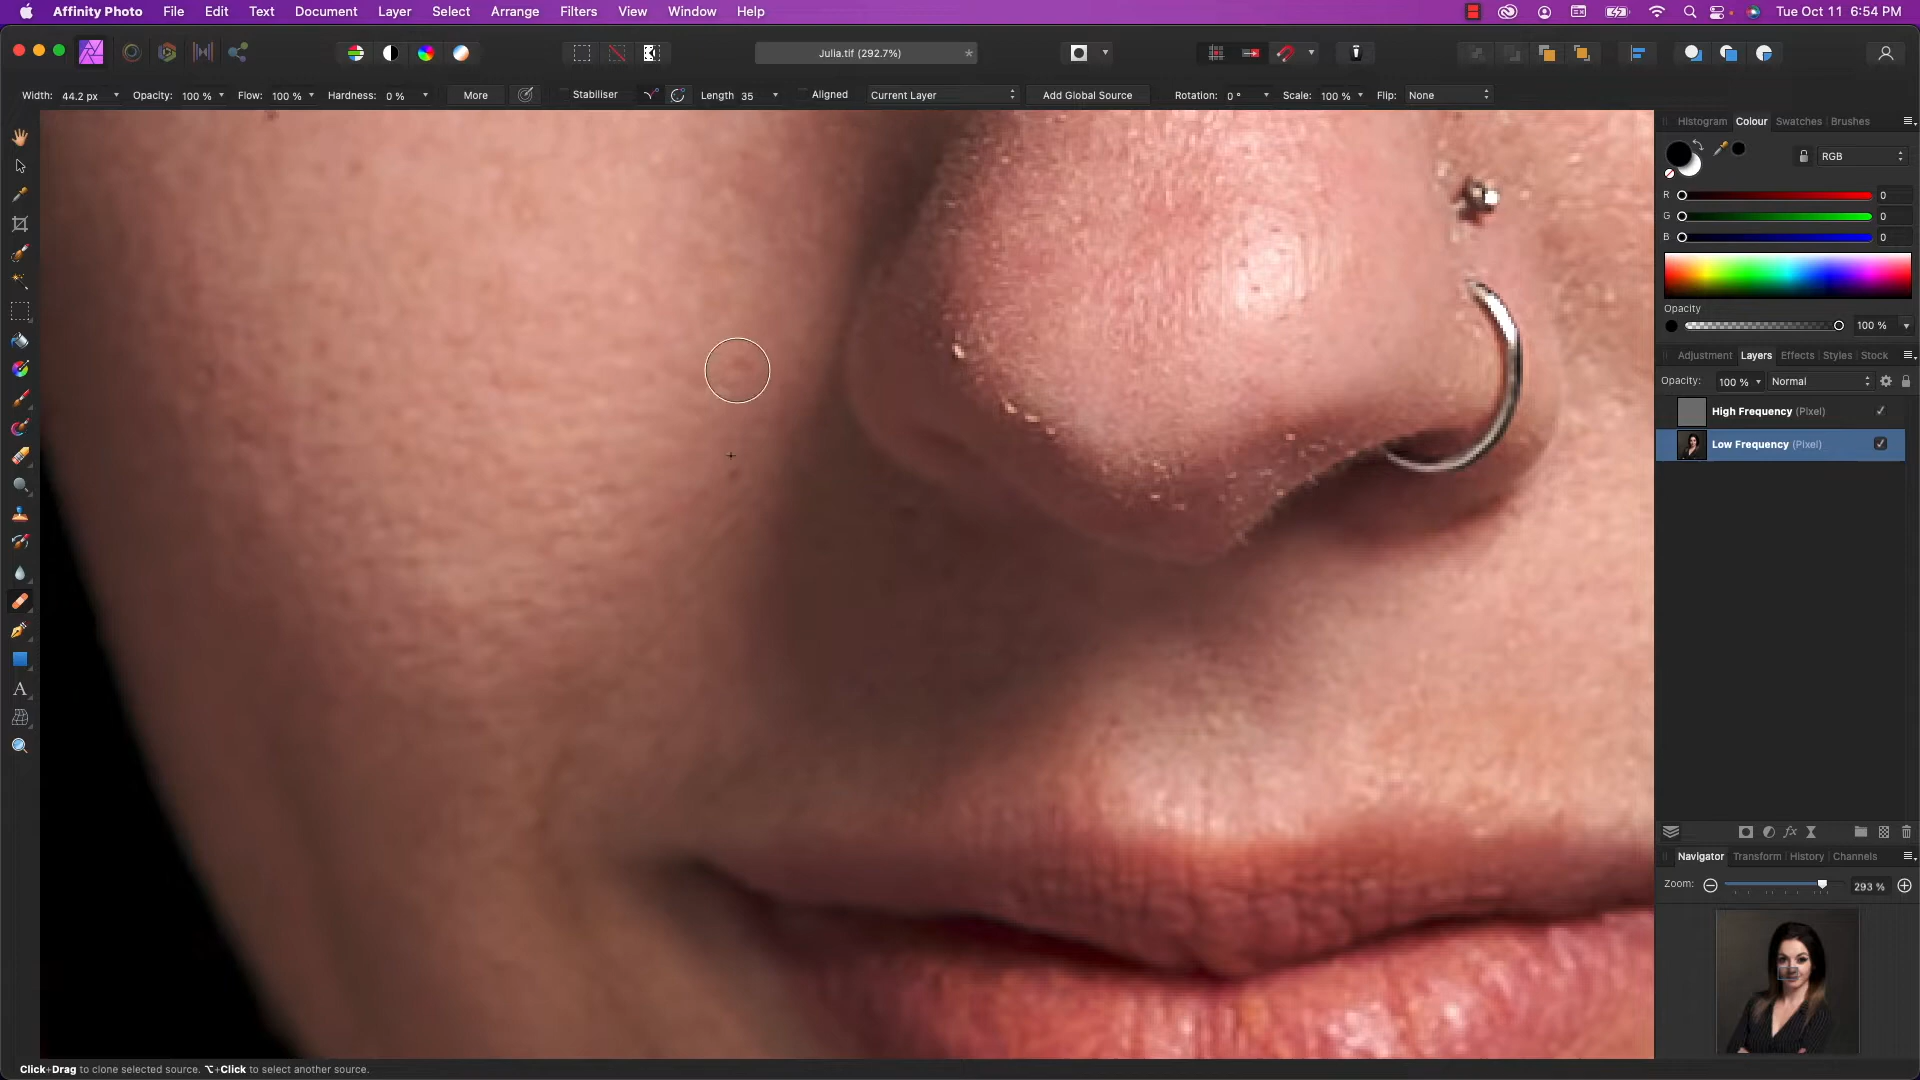 Affinity Photo File Edit Text Document Layer Select Arrange Filters View Window Help Tue Oct 11 6:54 PM
Julia.tif (292.7%)
Width: 44.2 px Opacity: 100 % Flow: 100 % Hardness: 0 % More Stabiliser Length 35 Aligned Current Layer Add Global Source Rotation: 0 ° Scale: 100 % Flip: None
Histogram Colour Swatches Brushes
RGB
R 0
G 0
B 0
Opacity
100 %
Adjustment Layers Effects Styles Stock
Opacity: 100 % Normal
High Frequency (Pixel)
Low Frequency (Pixel)
Navigator Transform History Channels
Zoom: 293 %
Click+Drag to clone selected source. ⌥+Click to select another source.